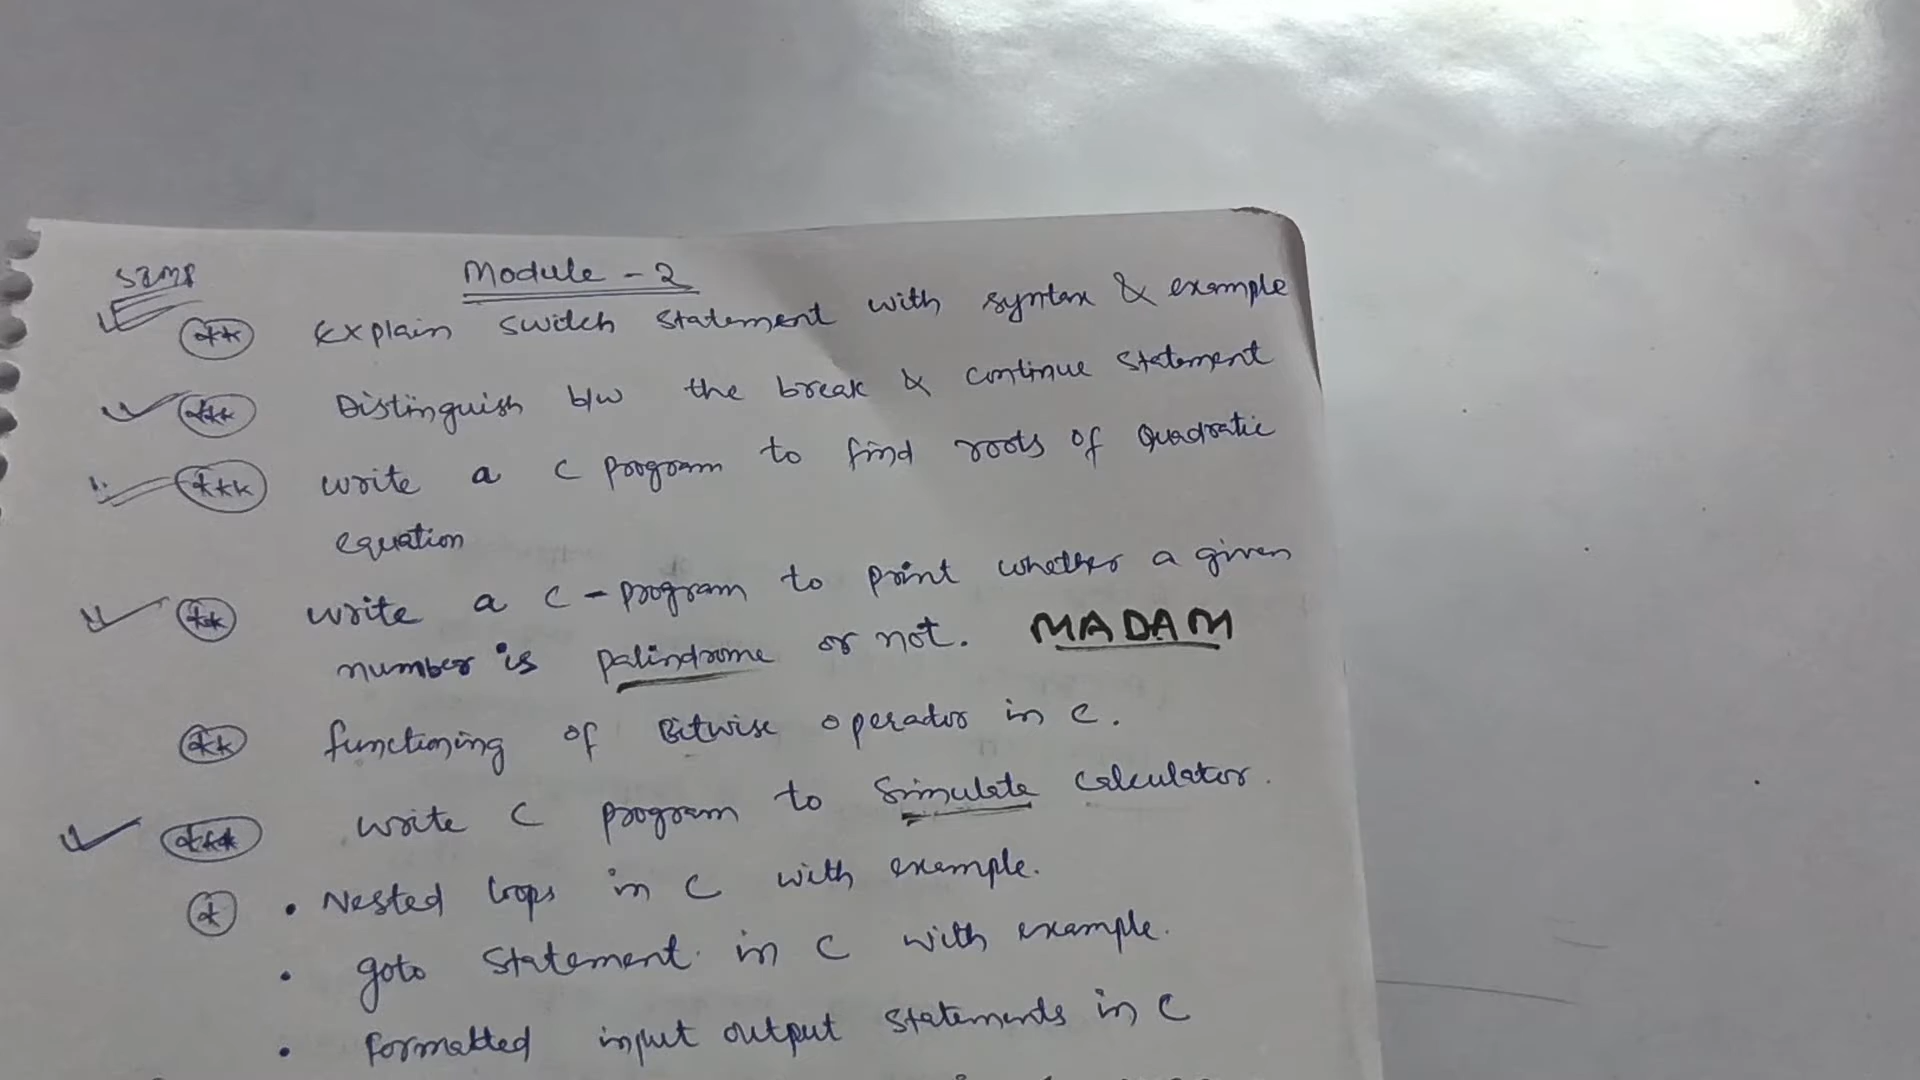 Module - 2
** Explain switch statement with syntax & example
** Distinguish b/w the break & continue statement
*** write a C program to find roots of Quadratic
equation
** write a C - program to print whether a given
number is palindrome or not. MADAM
** functioning of Bitwise operator in C.
*** write C program to Simulate Calculator.
* • Nested loops in C with example.
• goto statement in C with example.
• formatted input output statements in C